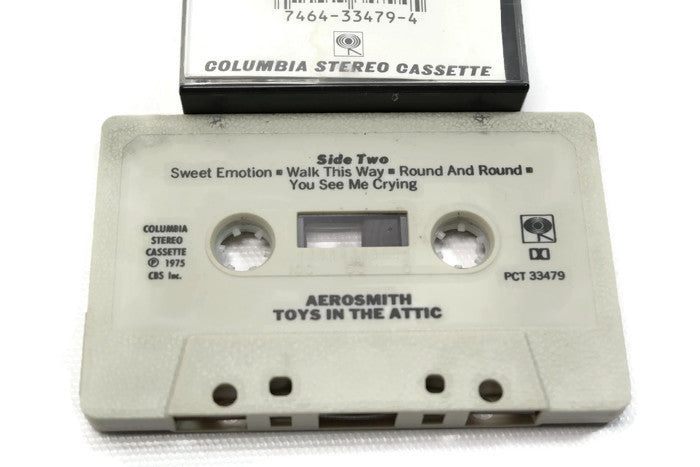 7464-33479-4
COLUMBIA STEREO CASSETTE
Side Two
Sweet Emotion ▪ Walk This Way ▪ Round And Round ▪
You See Me Crying
COLUMBIA
STEREO
CASSETTE
℗ 1975
CBS Inc.
PCT 33479
AEROSMITH
TOYS IN THE ATTIC